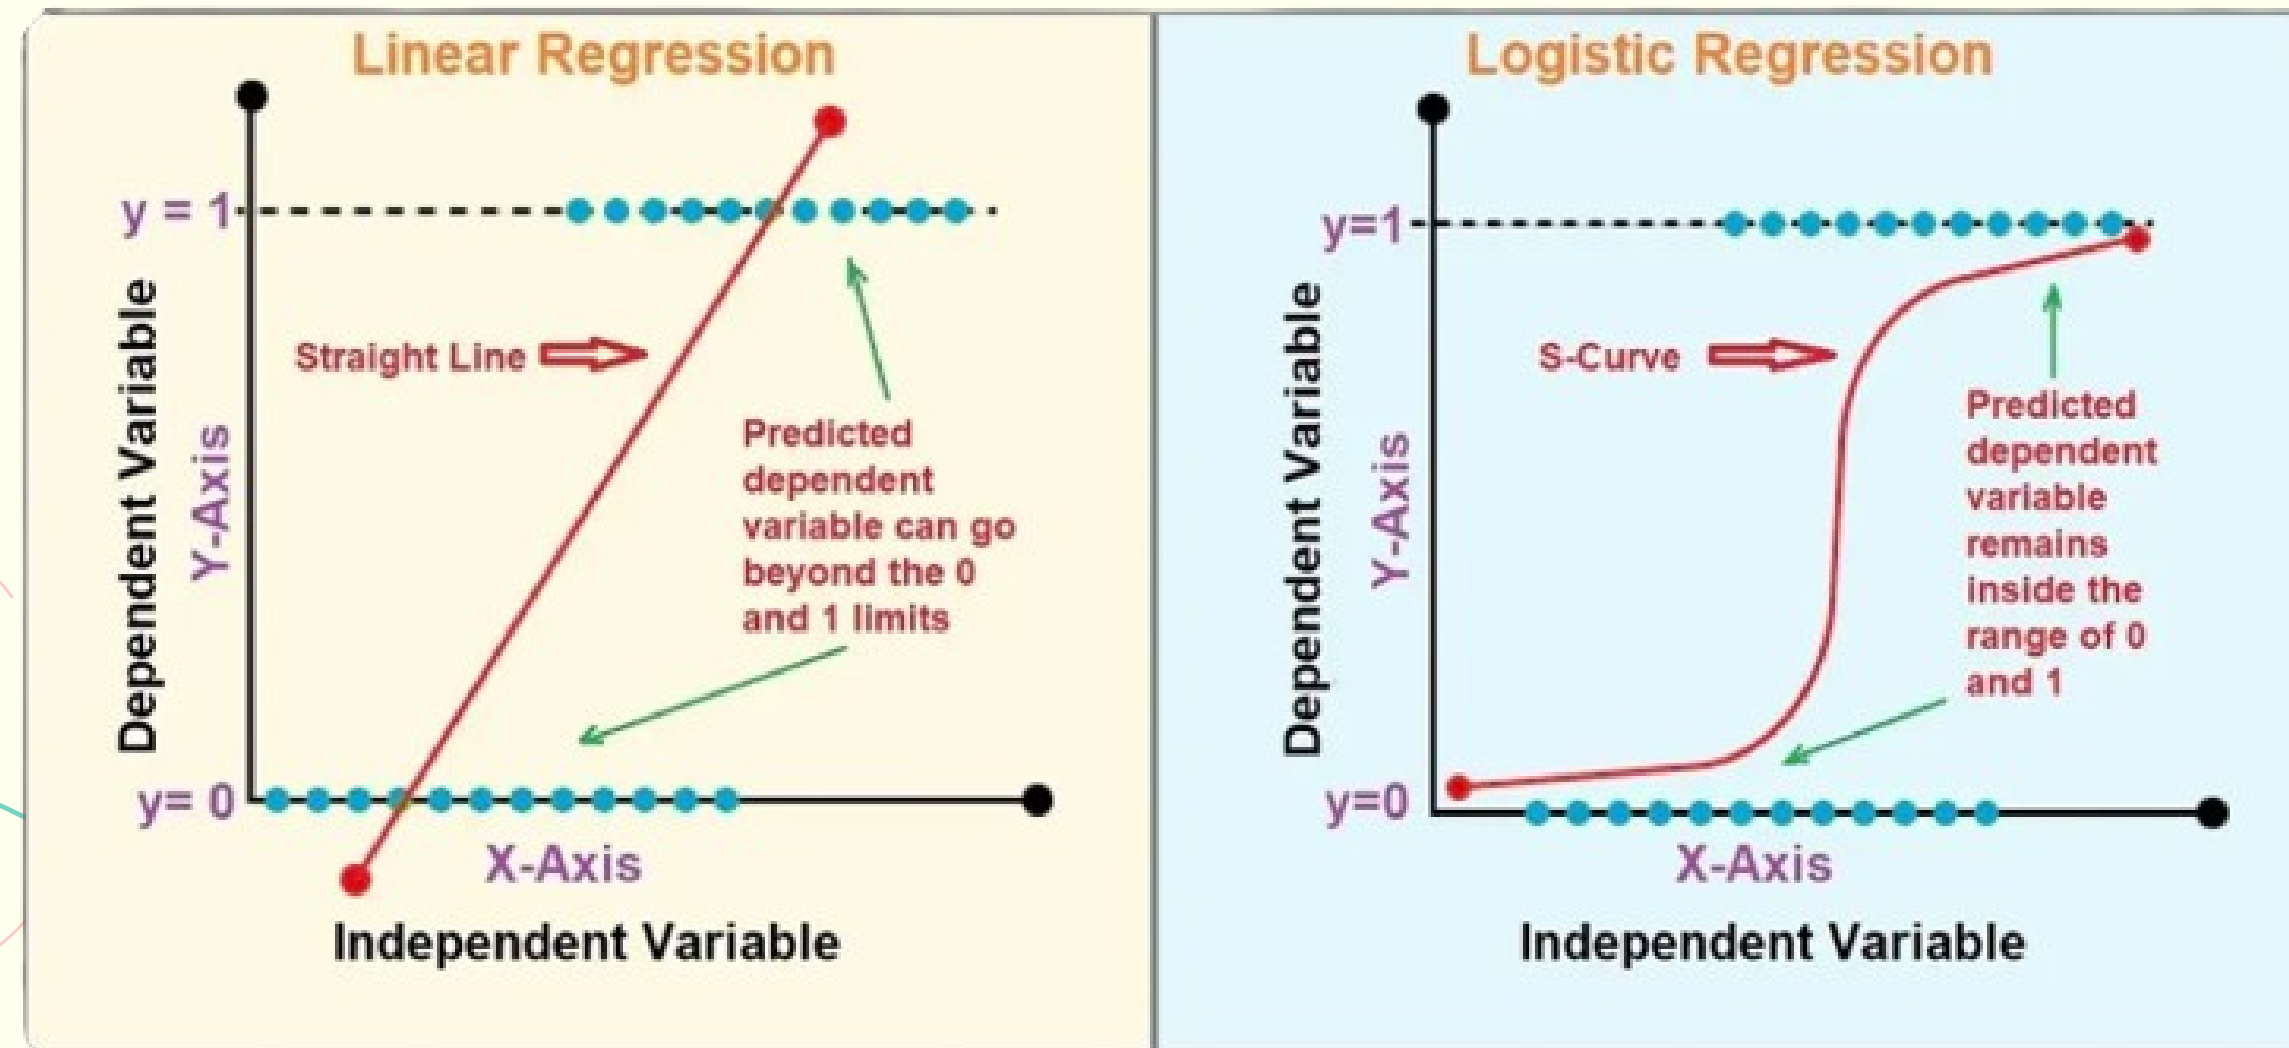 Linear Regression
y = 1
Dependent Variable
Y-Axis
Straight Line
Predicted
dependent
variable can go
beyond the 0
and 1 limits
y= 0
X-Axis
Independent Variable
Logistic Regression
y=1
Dependent Variable
Y-Axis
S-Curve
Predicted
dependent
variable
remains
inside the
range of 0
and 1
y=0
X-Axis
Independent Variable